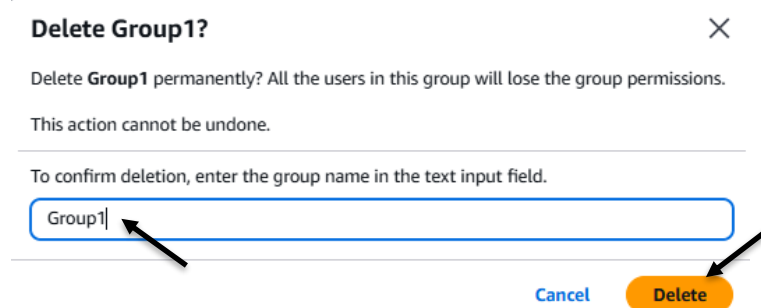 Delete Group1?
Delete Group1 permanently? All the users in this group will lose the group permissions.
This action cannot be undone.
To confirm deletion, enter the group name in the text input field.
Group1
Cancel Delete